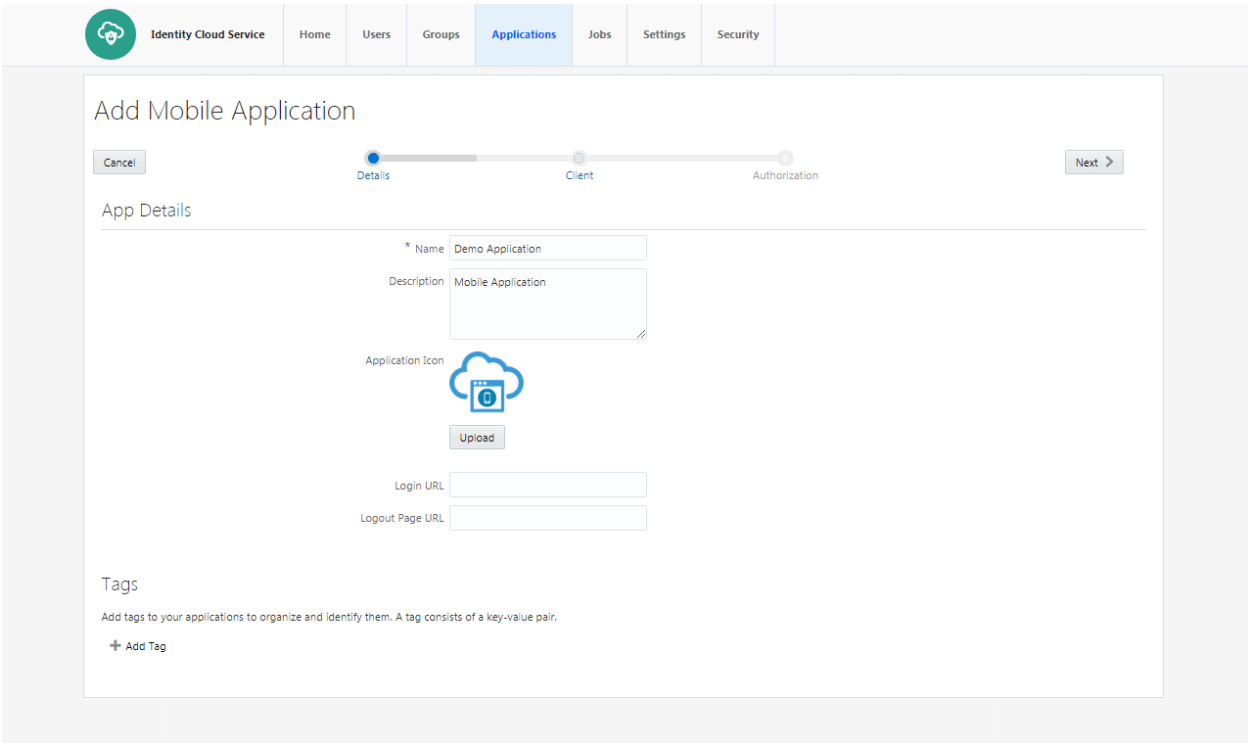 Identity Cloud Service Home Users Groups Applications Jobs Settings Security
Add Mobile Application
Cancel Next
Details Client Authorization
App Details
* Name Demo Application
Description Mobile Application
Application Icon
Upload
Login URL
Logout Page URL
Tags
Add tags to your applications to organize and identify them. A tag consists of a key-value pair.
Add Tag